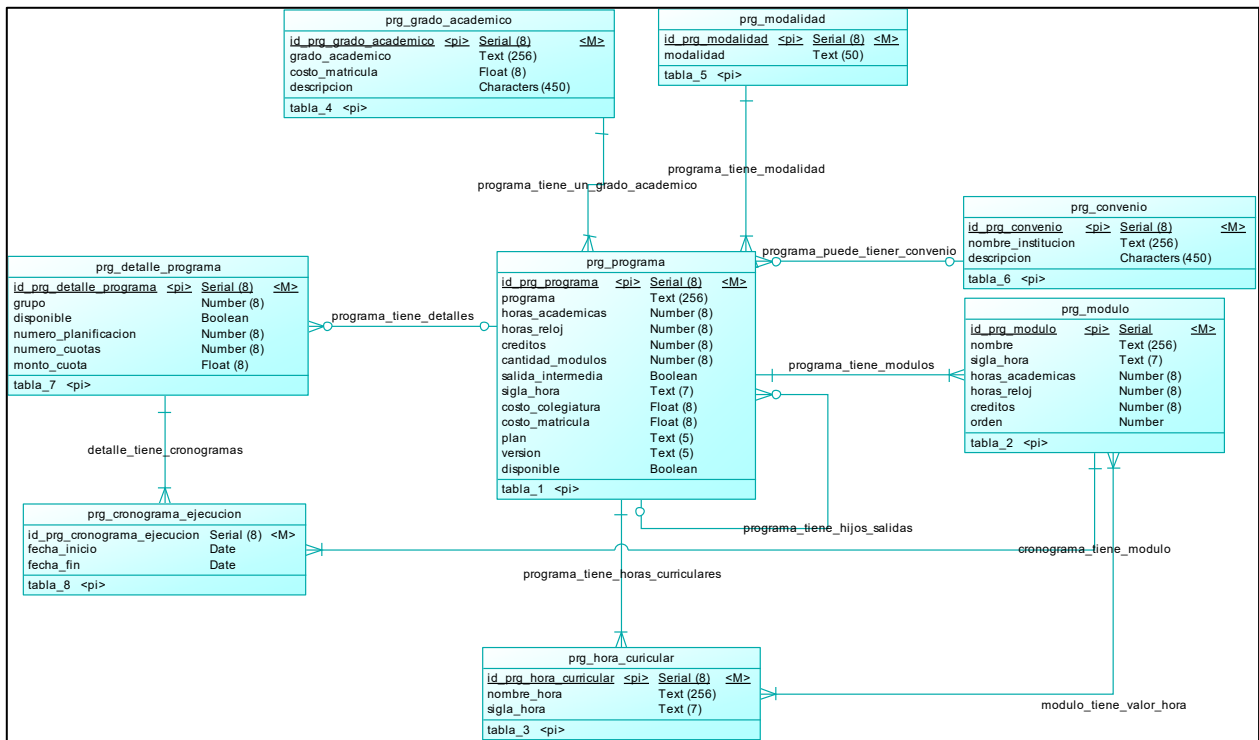 prg_grado_academico
id_prg_grado_academico <pi> Serial (8) <M>
grado_academico Text (256)
costo_matricula Float (8)
descripcion Characters (450)
tabla_4 <pi>
prg_modalidad
id_prg_modalidad <pi> Serial (8) <M>
modalidad Text (50)
tabla_5 <pi>
programa_tiene_un_grado_academico
programa_tiene_modalidad
prg_convenio
id_prg_convenio <pi> Serial (8) <M>
nombre_institucion Text (256)
descripcion Characters (450)
tabla_6 <pi>
programa_puede_tiener_convenio
prg_detalle_programa
id_prg_detalle_programa <pi> Serial (8) <M>
grupo Number (8)
disponible Boolean
numero_planificacion Number (8)
numero_cuotas Number (8)
monto_cuota Float (8)
tabla_7 <pi>
programa_tiene_detalles
prg_programa
id_prg_programa <pi> Serial (8) <M>
programa Text (256)
horas_academicas Number (8)
horas_reloj Number (8)
creditos Number (8)
cantidad_modulos Number (8)
salida_intermedia Boolean
sigla_hora Text (7)
costo_colegiatura Float (8)
costo_matricula Float (8)
plan Text (5)
version Text (5)
disponible Boolean
tabla_1 <pi>
programa_tiene_modulos
prg_modulo
id_prg_modulo <pi> Serial <M>
nombre Text (256)
sigla_hora Text (7)
horas_academicas Number (8)
horas_reloj Number (8)
creditos Number (8)
orden Number
tabla_2 <pi>
detalle_tiene_cronogramas
prg_cronograma_ejecucion
id_prg_cronograma_ejecucion Serial (8) <M>
fecha_inicio Date
fecha_fin Date
tabla_8 <pi>
programa_tiene_hijos_salidas
cronograma_tiene_modulo
programa_tiene_horas_curriculares
prg_hora_curicular
id_prg_hora_curricular <pi> Serial (8) <M>
nombre_hora Text (256)
sigla_hora Text (7)
tabla_3 <pi>
modulo_tiene_valor_hora